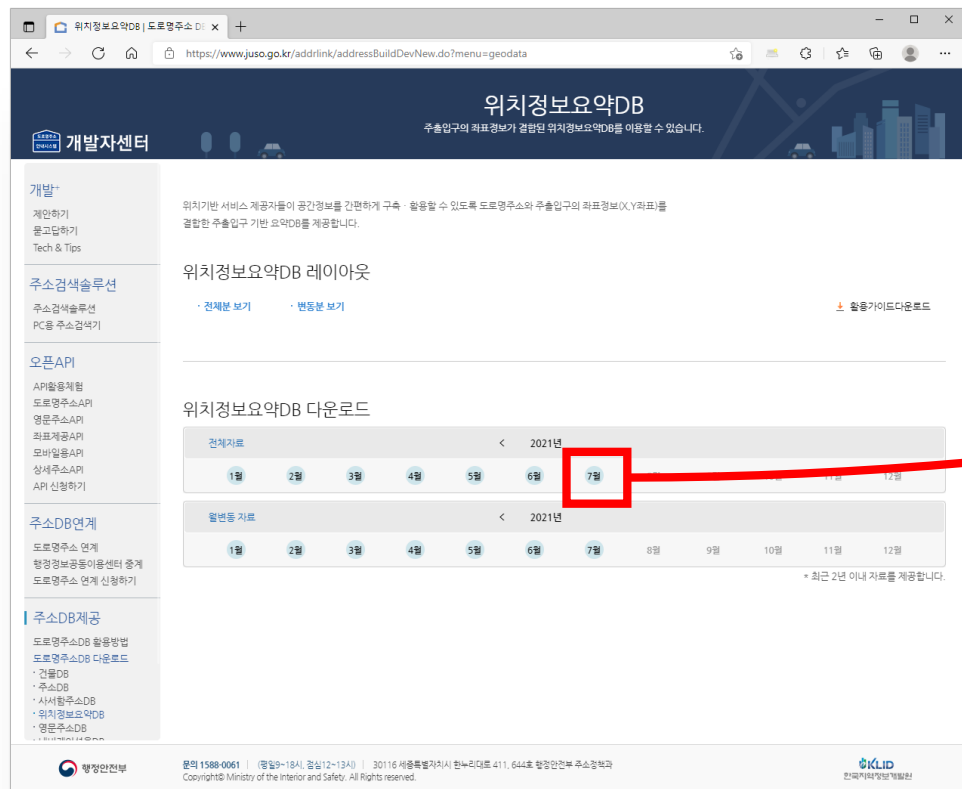 위치정보요약DB | 도로명주소 DB
https://www.juso.go.kr/addrlink/addressBuildDevNew.do?menu=geodata
위치정보요약DB
주출입구의 좌표정보가 결합된 위치정보요약DB를 이용할 수 있습니다.
도로명주소
안내시스템
개발자센터
개발+
제안하기
묻고답하기
Tech & Tips
주소검색솔루션
주소검색솔루션
PC용 주소검색기
오픈API
API활용체험
도로명주소API
영문주소API
좌표제공API
모바일용API
상세주소API
API 신청하기
주소DB연계
도로명주소 연계
행정정보공동이용센터 중계
도로명주소 연계 신청하기
주소DB제공
도로명주소DB 활용방법
도로명주소DB 다운로드
· 건물DB
· 주소DB
· 사서함주소DB
· 위치정보요약DB
· 영문주소DB
위치기반 서비스 제공자들이 공간정보를 간편하게 구축 · 활용할 수 있도록 도로명주소와 주출입구의 좌표정보(X,Y좌표)를
결합한 주출입구 기반 요약DB를 제공합니다.
위치정보요약DB 레이아웃
· 전체분 보기 · 변동분 보기 활용가이드다운로드
위치정보요약DB 다운로드
전체자료 < 2021년
1월 2월 3월 4월 5월 6월 7월 12월
월변동 자료 < 2021년
1월 2월 3월 4월 5월 6월 7월 8월 9월 10월 11월 12월
* 최근 2년 이내 자료를 제공합니다.
행정안전부
문의 1588-0061 | (평일9~18시, 점심12~13시) | 30116 세종특별자치시 한누리대로 411, 644호 행정안전부 주소정책과
Copyright© Ministry of the Interior and Safety. All Rights reserved.
KLID
한국지역정보개발원